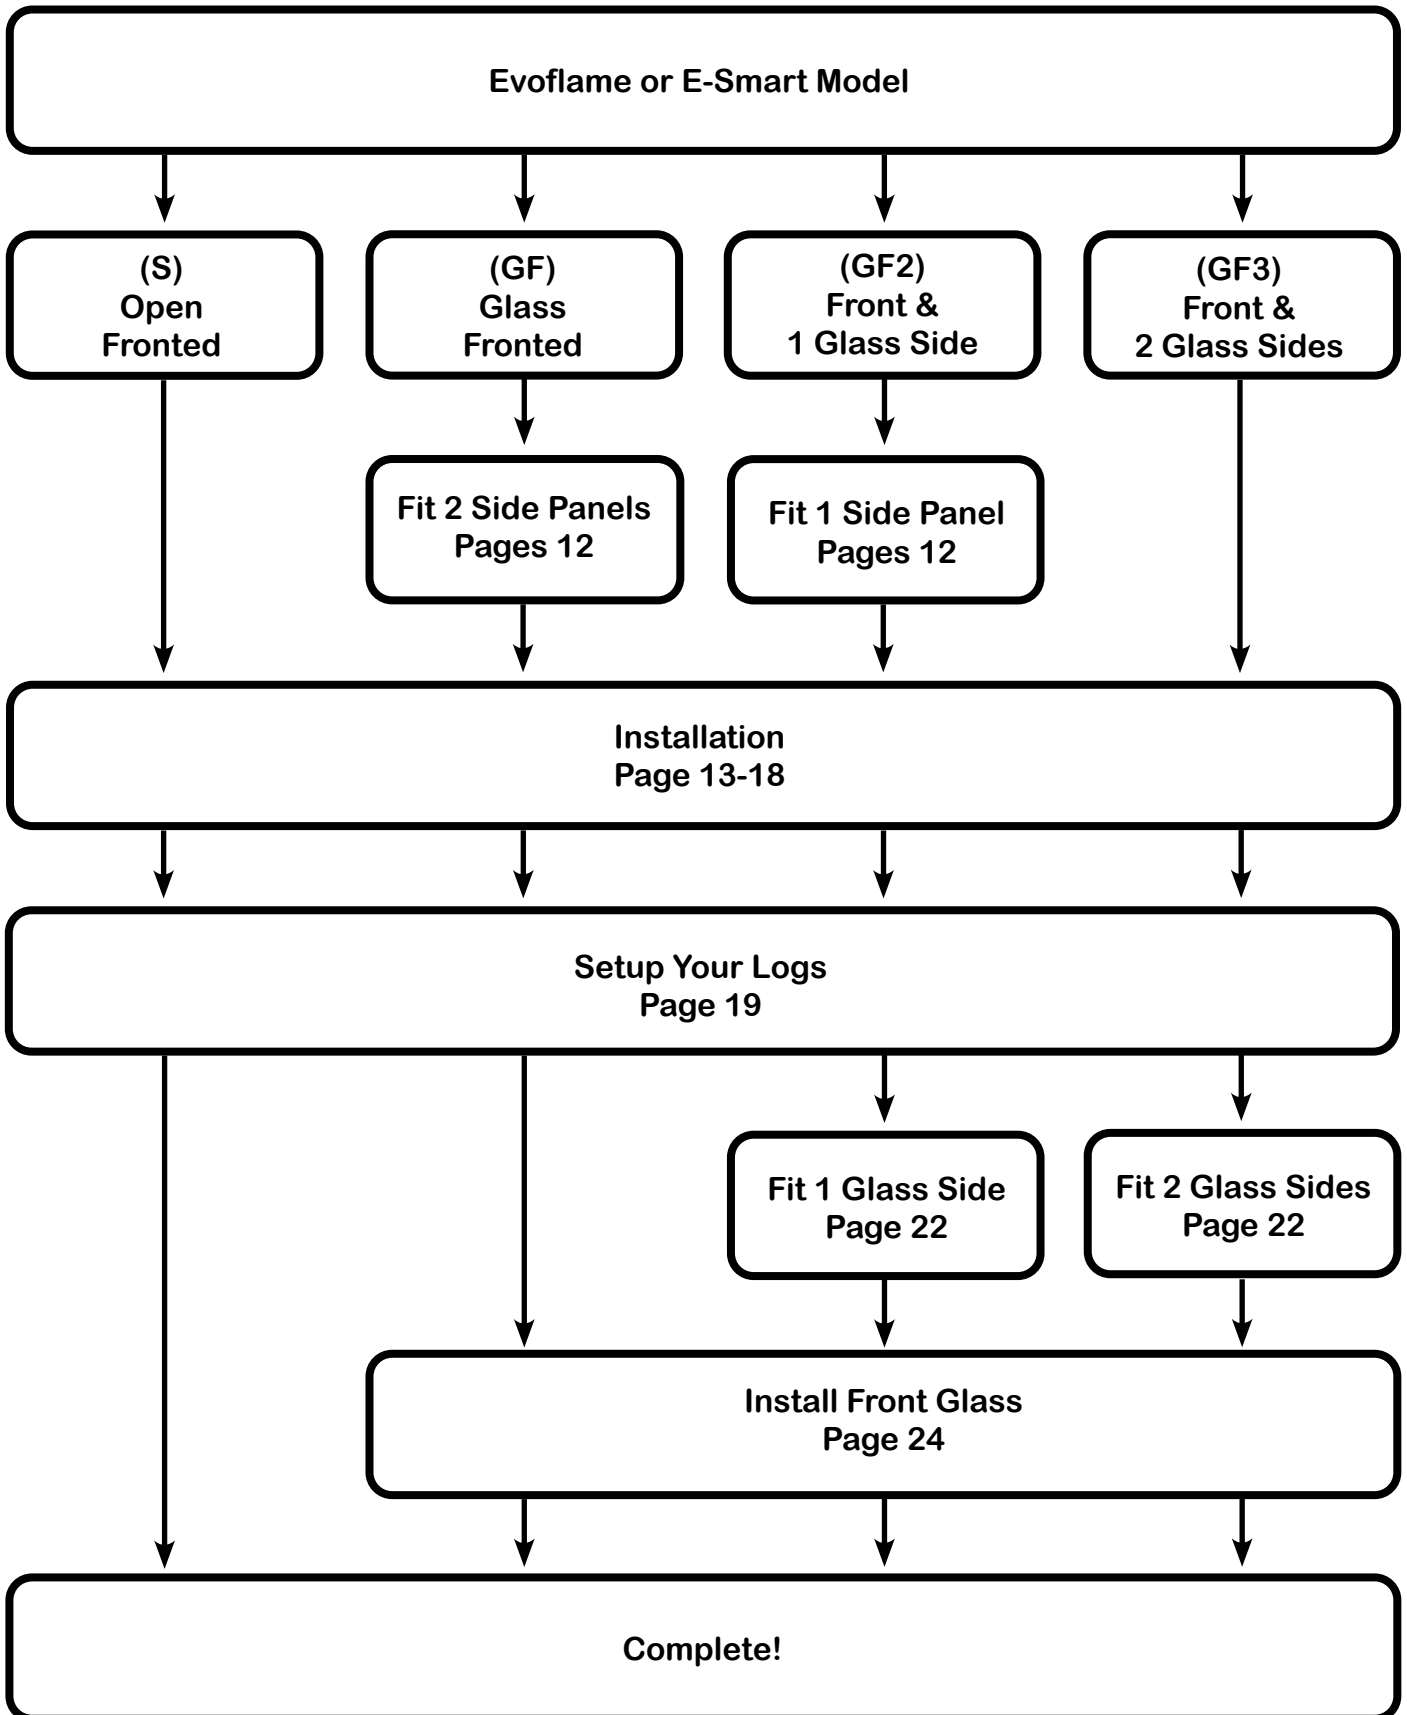 Evoflame or E-Smart Model
(S)
Open
Fronted
(GF)
Glass
Fronted
(GF2)
Front &
1 Glass Side
(GF3)
Front &
2 Glass Sides
Fit 2 Side Panels
Pages 12
Fit 1 Side Panel
Pages 12
Installation
Page 13-18
Setup Your Logs
Page 19
Fit 1 Glass Side
Page 22
Fit 2 Glass Sides
Page 22
Install Front Glass
Page 24
Complete!